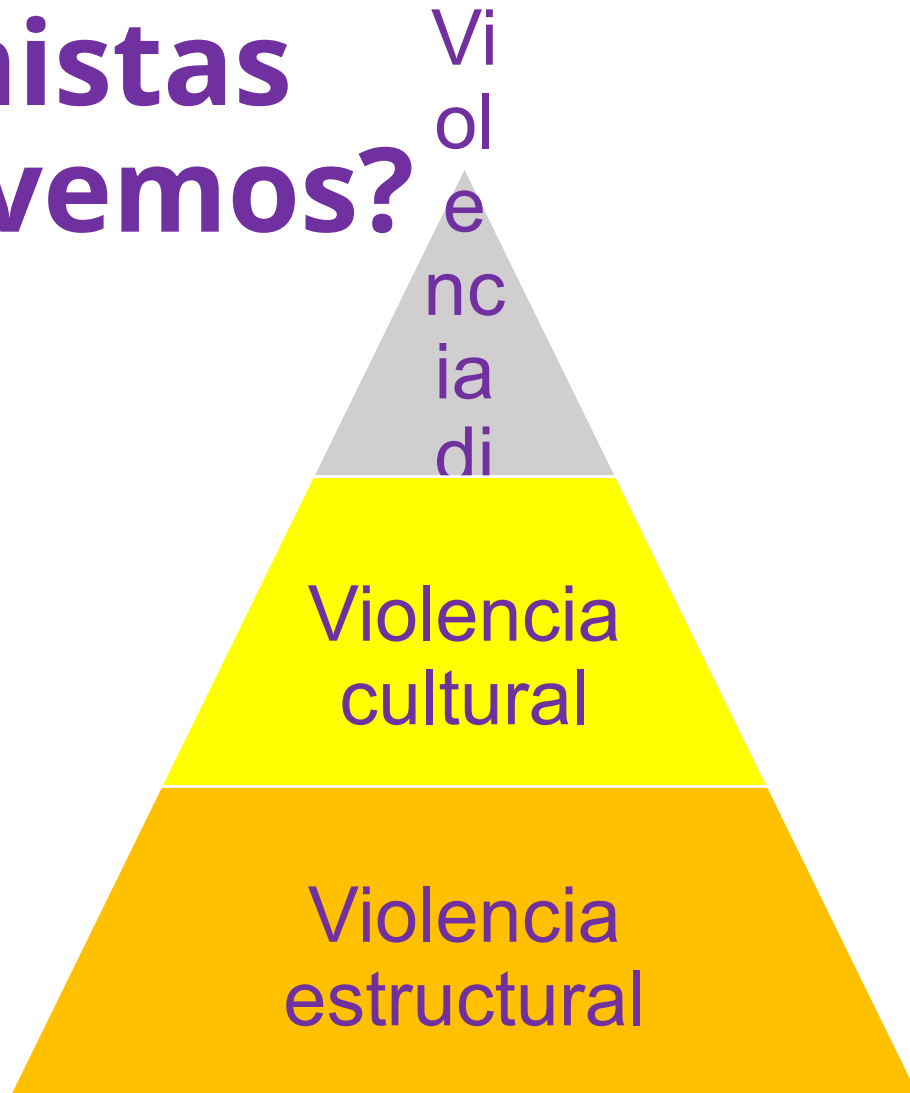 nistas
vemos?
Vi
ol
e
nc
ia
di
Violencia
cultural
Violencia
estructural